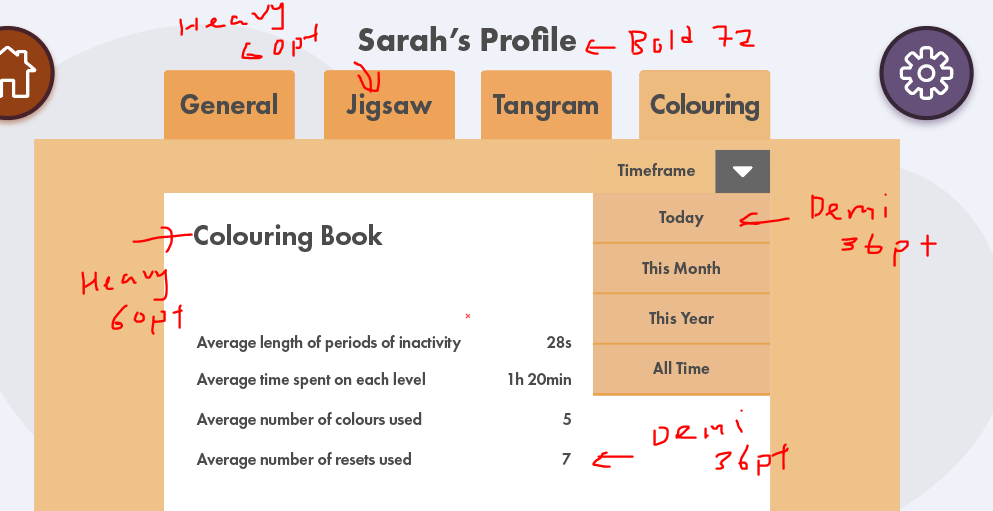 Heavy
60pt
Sarah's Profile
Bold 72
General
Jigsaw
Tangram
Colouring
Timeframe
Today
Demi
36pt
This Month
This Year
All Time
Colouring Book
Heavy
60pt
Average length of periods of inactivity 28s
Average time spent on each level 1h 20min
Average number of colours used 5
Average number of resets used 7
Demi
36pt